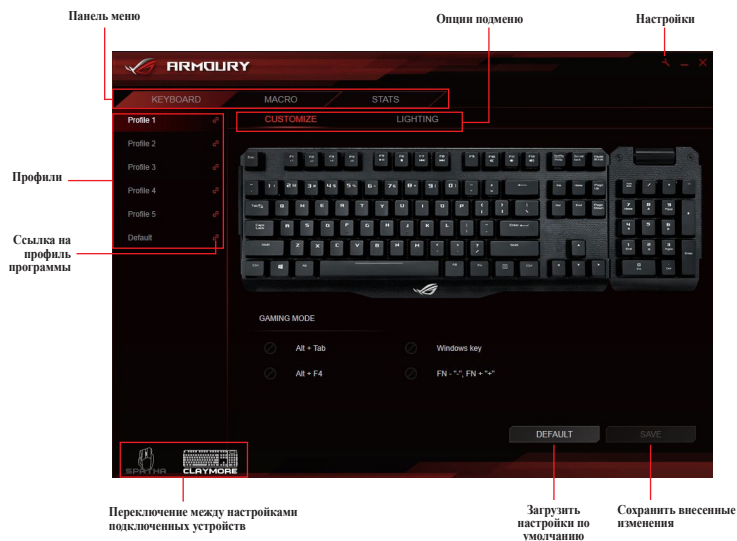 Панель меню
Опции подменю
Настройки
ARMOURY
KEYBOARD MACRO STATS
Profile 1
CUSTOMIZE LIGHTING
Profile 2
Profile 3
Profile 4
Profile 5
Default
Профили
Ссылка на
профиль
программы
GAMING MODE
Alt + Tab
Windows key
Alt + F4
FN - "-", FN + "+"
DEFAULT
SAVE
SPATHA
CLAYMORE
Переключение между настройками
подключенных устройств
Загрузить
настройки по
умолчанию
Сохранить внесенные
изменения